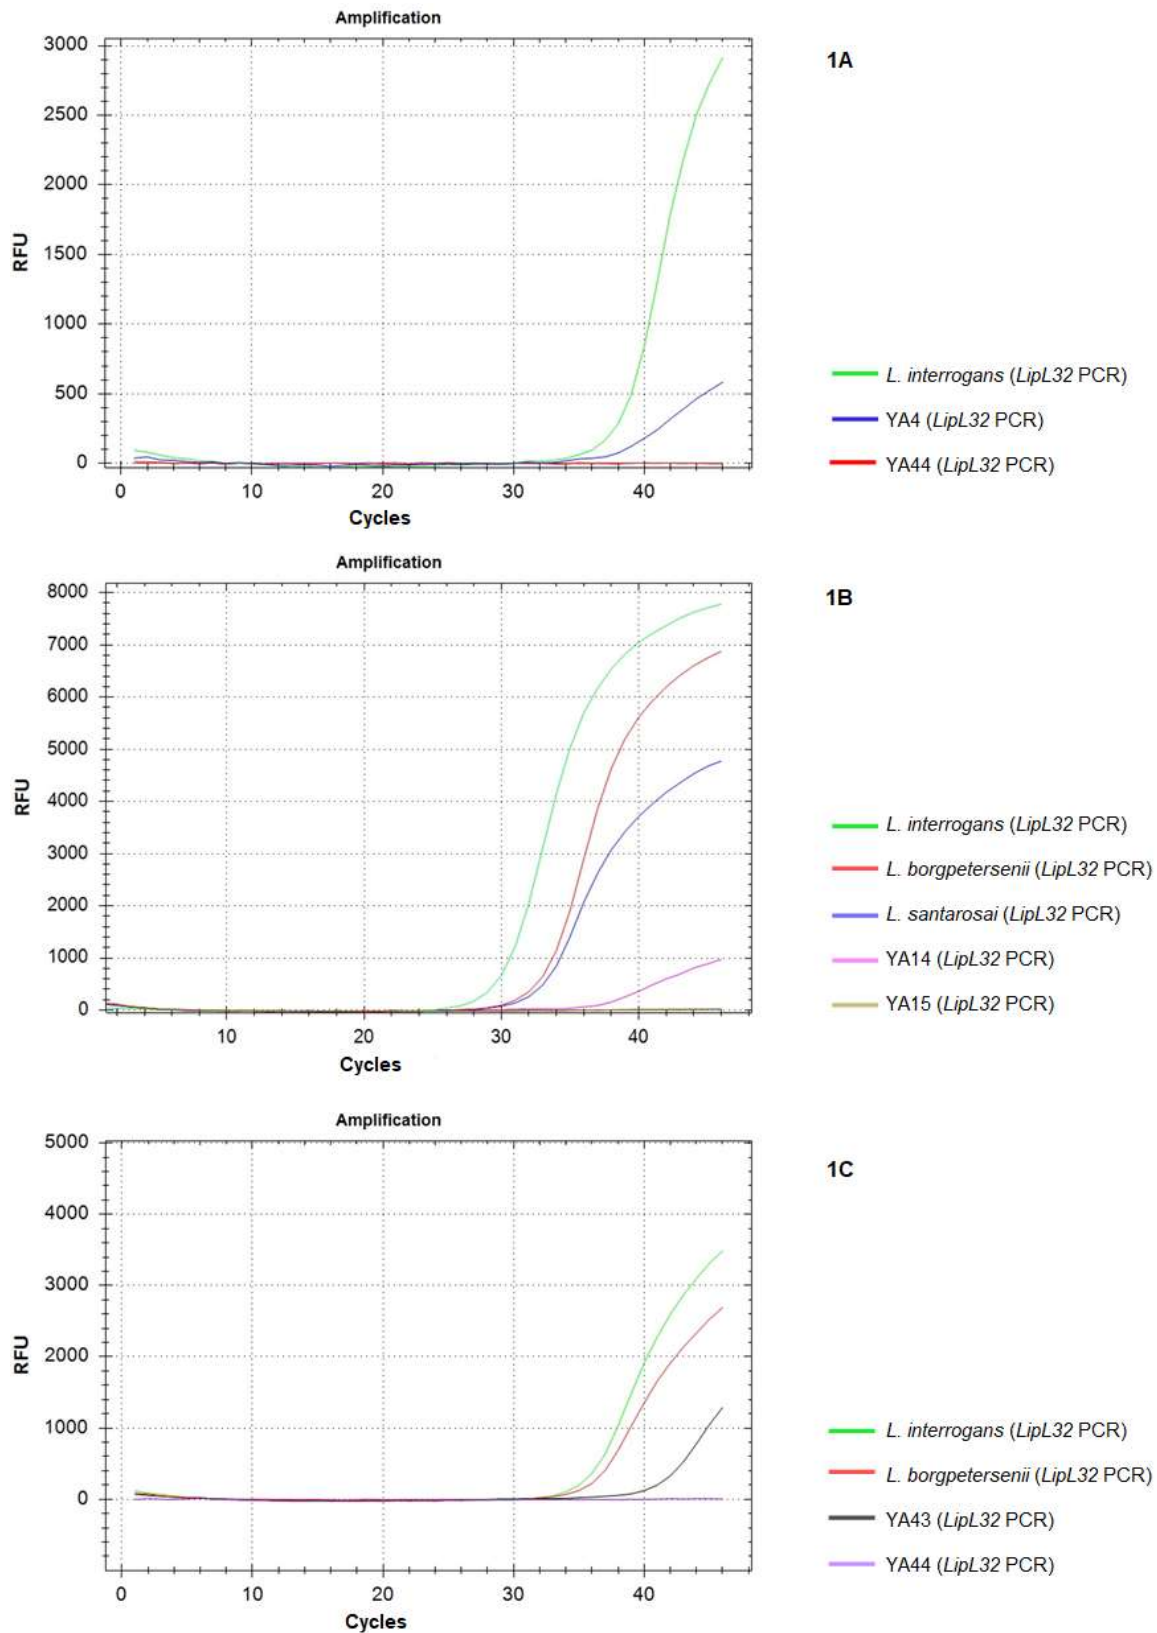 Amplification
1A
3000
2500
2000
1500
1000
500
0
RFU
0 10 20 30 40
Cycles
L. interrogans (LipL32 PCR)
YA4 (LipL32 PCR)
YA44 (LipL32 PCR)
Amplification
1B
8000
7000
6000
5000
4000
3000
2000
1000
0
RFU
10 20 30 40
Cycles
L. interrogans (LipL32 PCR)
L. borgpetersenii (LipL32 PCR)
L. santarosai (LipL32 PCR)
YA14 (LipL32 PCR)
YA15 (LipL32 PCR)
Amplification
1C
5000
4000
3000
2000
1000
0
RFU
0 10 20 30 40
Cycles
L. interrogans (LipL32 PCR)
L. borgpetersenii (LipL32 PCR)
YA43 (LipL32 PCR)
YA44 (LipL32 PCR)